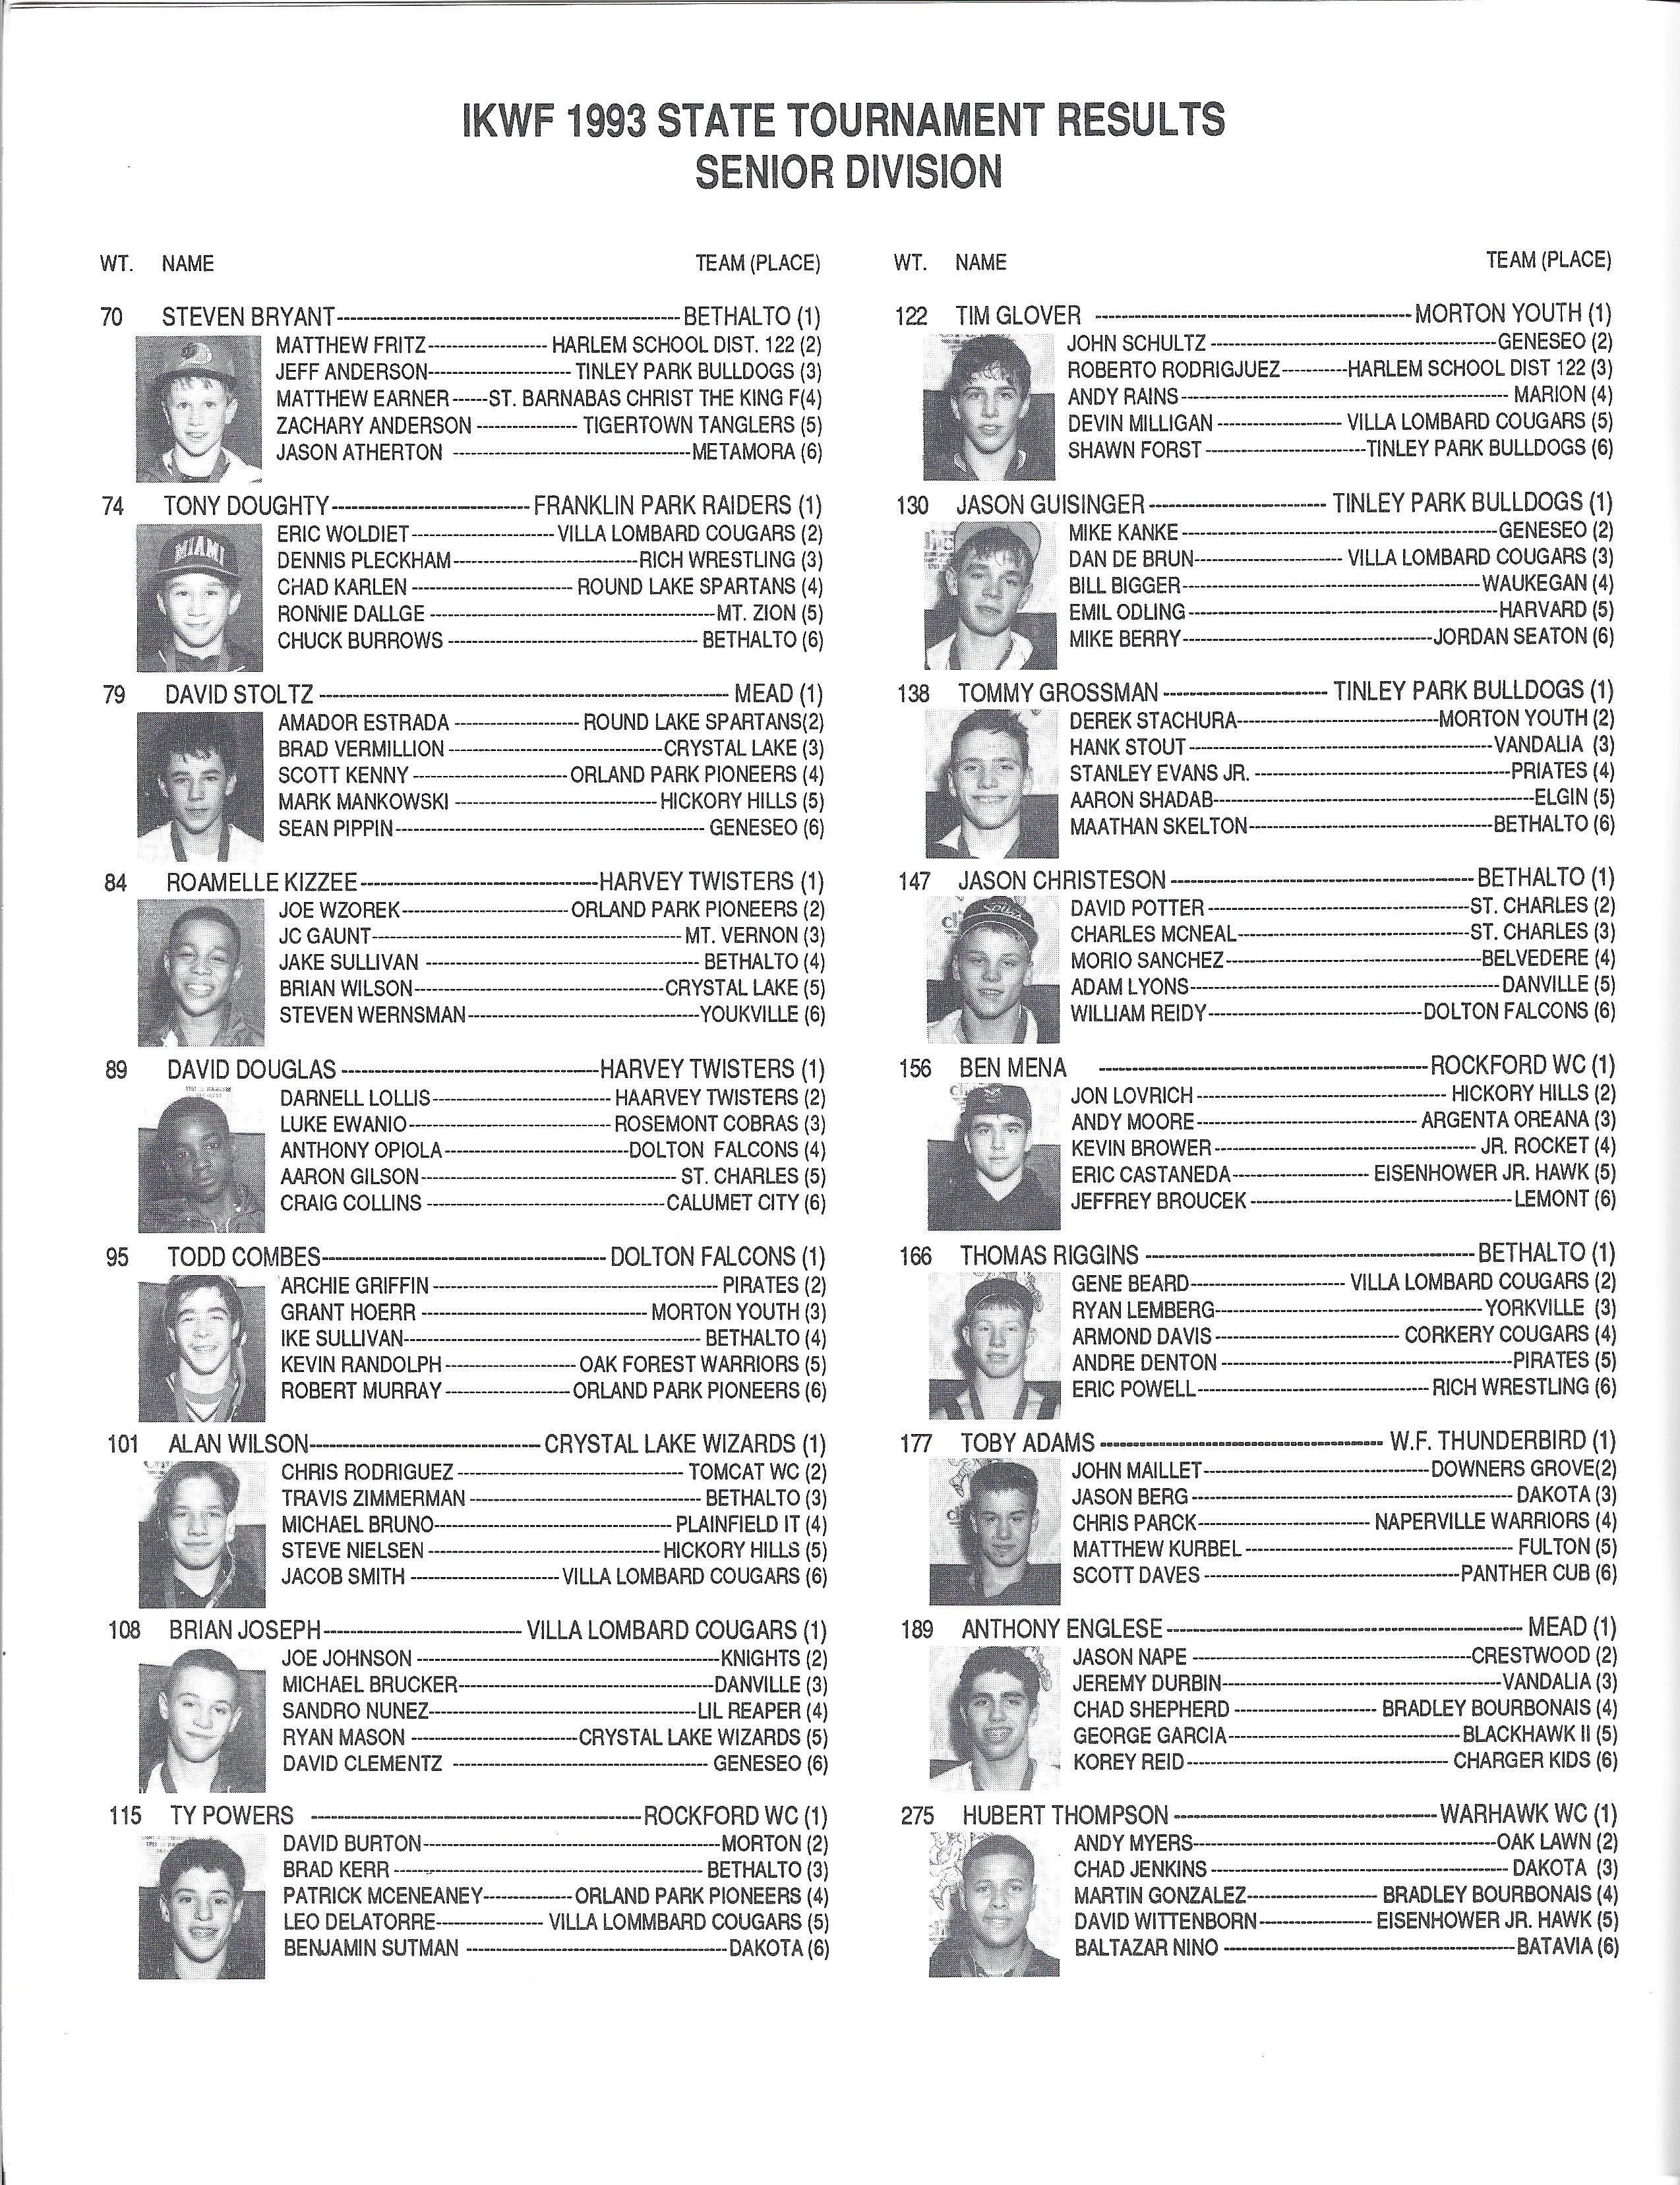 IKWF 1993 STATE TOURNAMENT RESULTS
SENIOR DIVISION
WT. NAME TEAM (PLACE)
70 STEVEN BRYANT--------BETHALTO (1)
MATTHEW FRITZ--------HARLEM SCHOOL DIST. 122 (2)
JEFF ANDERSON--------TINLEY PARK BULLDOGS (3)
MATTHEW EARNER------ST. BARNABAS CHRIST THE KING F(4)
ZACHARY ANDERSON --------TIGERTOWN TANGLERS (5)
JASON ATHERTON --------METAMORA (6)
74 TONY DOUGHTY--------FRANKLIN PARK RAIDERS (1)
ERIC WOLDIET--------VILLA LOMBARD COUGARS (2)
DENNIS PLECKHAM--------RICH WRESTLING (3)
CHAD KARLEN --------ROUND LAKE SPARTANS (4)
RONNIE DALLGE --------MT. ZION (5)
CHUCK BURROWS --------BETHALTO (6)
MIAMI
79 DAVID STOLTZ --------MEAD (1)
AMADOR ESTRADA --------ROUND LAKE SPARTANS(2)
BRAD VERMILLION --------CRYSTAL LAKE (3)
SCOTT KENNY --------ORLAND PARK PIONEERS (4)
MARK MANKOWSKI --------HICKORY HILLS (5)
SEAN PIPPIN--------GENESEO (6)
84 ROAMELLE KIZZEE--------HARVEY TWISTERS (1)
JOE WZOREK--------ORLAND PARK PIONEERS (2)
JC GAUNT--------MT. VERNON (3)
JAKE SULLIVAN --------BETHALTO (4)
BRIAN WILSON--------CRYSTAL LAKE (5)
STEVEN WERNSMAN--------YOUKVILLE (6)
89 DAVID DOUGLAS --------HARVEY TWISTERS (1)
DARNELL LOLLIS--------HAARVEY TWISTERS (2)
LUKE EWANIO--------ROSEMONT COBRAS (3)
ANTHONY OPIOLA--------DOLTON FALCONS (4)
AARON GILSON--------ST. CHARLES (5)
CRAIG COLLINS --------CALUMET CITY (6)
95 TODD COMBES--------DOLTON FALCONS (1)
ARCHIE GRIFFIN --------PIRATES (2)
GRANT HOERR --------MORTON YOUTH (3)
IKE SULLIVAN--------BETHALTO (4)
KEVIN RANDOLPH --------OAK FOREST WARRIORS (5)
ROBERT MURRAY --------ORLAND PARK PIONEERS (6)
101 ALAN WILSON--------CRYSTAL LAKE WIZARDS (1)
CHRIS RODRIGUEZ --------TOMCAT WC (2)
TRAVIS ZIMMERMAN --------BETHALTO (3)
MICHAEL BRUNO--------PLAINFIELD IT (4)
STEVE NIELSEN --------HICKORY HILLS (5)
JACOB SMITH --------VILLA LOMBARD COUGARS (6)
108 BRIAN JOSEPH--------VILLA LOMBARD COUGARS (1)
JOE JOHNSON --------KNIGHTS (2)
MICHAEL BRUCKER--------DANVILLE (3)
SANDRO NUNEZ--------LIL REAPER (4)
RYAN MASON --------CRYSTAL LAKE WIZARDS (5)
DAVID CLEMENTZ --------GENESEO (6)
115 TY POWERS --------ROCKFORD WC (1)
DAVID BURTON--------MORTON (2)
BRAD KERR --------BETHALTO (3)
PATRICK MCENEANEY--------ORLAND PARK PIONEERS (4)
LEO DELATORRE--------VILLA LOMMBARD COUGARS (5)
BENJAMIN SUTMAN --------DAKOTA (6)
WT. NAME TEAM (PLACE)
122 TIM GLOVER --------MORTON YOUTH (1)
JOHN SCHULTZ --------GENESEO (2)
ROBERTO RODRIGJUEZ--------HARLEM SCHOOL DIST 122 (3)
ANDY RAINS--------MARION (4)
DEVIN MILLIGAN --------VILLA LOMBARD COUGARS (5)
SHAWN FORST --------TINLEY PARK BULLDOGS (6)
130 JASON GUISINGER --------TINLEY PARK BULLDOGS (1)
MIKE KANKE--------GENESEO (2)
DAN DE BRUN--------VILLA LOMBARD COUGARS (3)
BILL BIGGER--------WAUKEGAN (4)
EMIL ODLING--------HARVARD (5)
MIKE BERRY--------JORDAN SEATON (6)
138 TOMMY GROSSMAN --------TINLEY PARK BULLDOGS (1)
DEREK STACHURA--------MORTON YOUTH (2)
HANK STOUT--------VANDALIA (3)
STANLEY EVANS JR. --------PRIATES (4)
AARON SHADAB--------ELGIN (5)
MAATHAN SKELTON--------BETHALTO (6)
147 JASON CHRISTESON --------BETHALTO (1)
DAVID POTTER --------ST. CHARLES (2)
CHARLES MCNEAL--------ST. CHARLES (3)
MORIO SANCHEZ--------BELVEDERE (4)
ADAM LYONS--------DANVILLE (5)
WILLIAM REIDY--------DOLTON FALCONS (6)
156 BEN MENA --------ROCKFORD WC (1)
JON LOVRICH --------HICKORY HILLS (2)
ANDY MOORE--------ARGENTA OREANA (3)
KEVIN BROWER --------JR. ROCKET (4)
ERIC CASTANEDA--------EISENHOWER JR. HAWK (5)
JEFFREY BROUCEK --------LEMONT (6)
166 THOMAS RIGGINS --------BETHALTO (1)
GENE BEARD--------VILLA LOMBARD COUGARS (2)
RYAN LEMBERG--------YORKVILLE (3)
ARMOND DAVIS --------CORKERY COUGARS (4)
ANDRE DENTON --------PIRATES (5)
ERIC POWELL--------RICH WRESTLING (6)
177 TOBY ADAMS --------W.F. THUNDERBIRD (1)
JOHN MAILLET--------DOWNERS GROVE(2)
JASON BERG --------DAKOTA (3)
CHRIS PARCK--------NAPERVILLE WARRIORS (4)
MATTHEW KURBEL --------FULTON (5)
SCOTT DAVES --------PANTHER CUB (6)
189 ANTHONY ENGLESE--------MEAD (1)
JASON NAPE --------CRESTWOOD (2)
JEREMY DURBIN--------VANDALIA (3)
CHAD SHEPHERD --------BRADLEY BOURBONAIS (4)
GEORGE GARCIA--------BLACKHAWK II (5)
KOREY REID --------CHARGER KIDS (6)
275 HUBERT THOMPSON --------WARHAWK WC (1)
ANDY MYERS--------OAK LAWN (2)
CHAD JENKINS --------DAKOTA (3)
MARTIN GONZALEZ--------BRADLEY BOURBONAIS (4)
DAVID WITTENBORN--------EISENHOWER JR. HAWK (5)
BALTAZAR NINO --------BATAVIA (6)